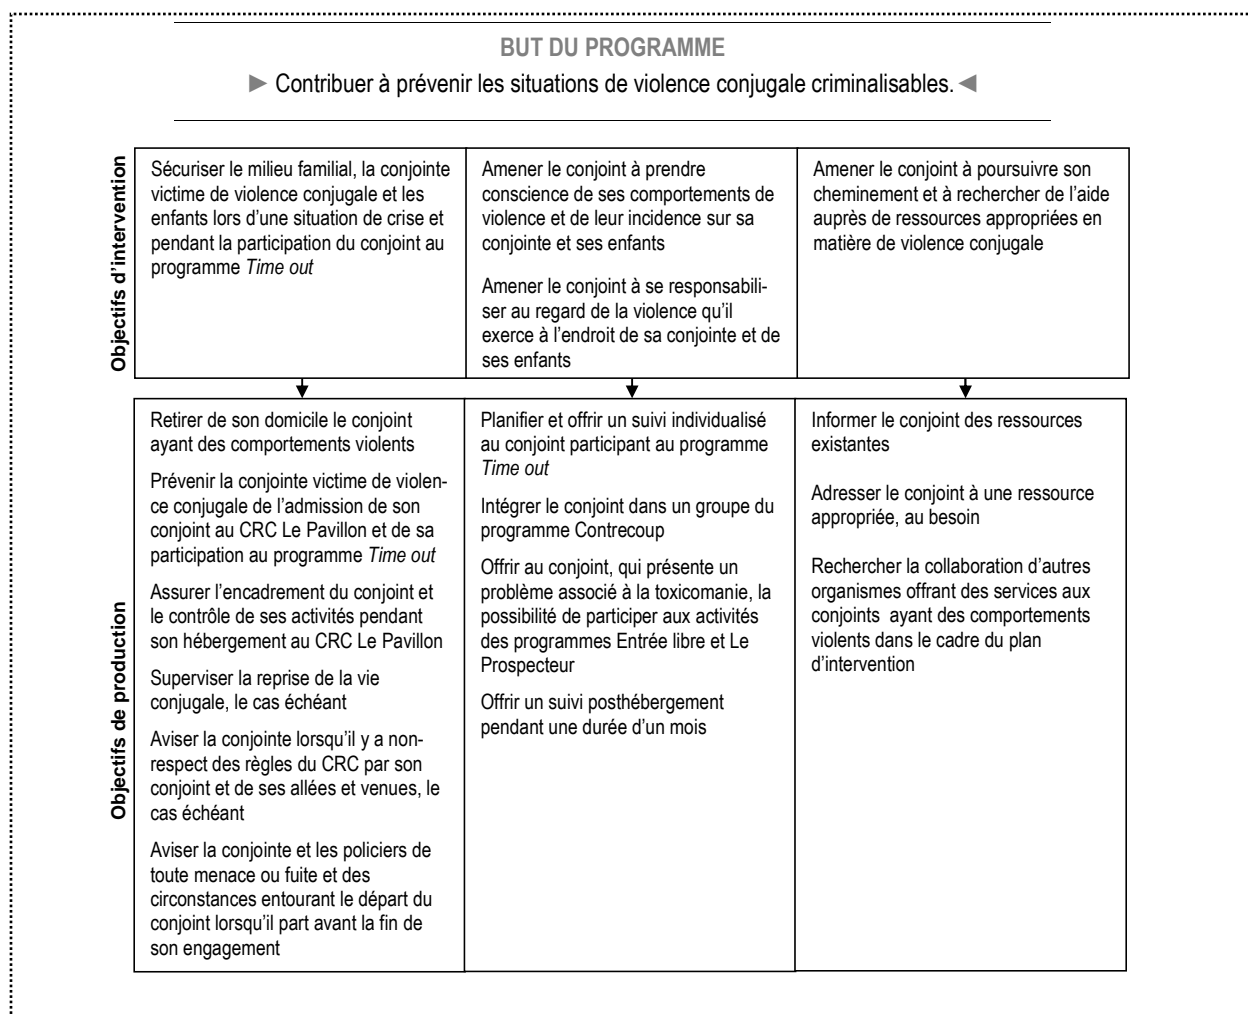 BUT DU PROGRAMME
► Contribuer à prévenir les situations de violence conjugale criminalisables. ◄
Objectifs d'intervention
Sécuriser le milieu familial, la conjointe
victime de violence conjugale et les
enfants lors d'une situation de crise et
pendant la participation du conjoint au
programme Time out
Amener le conjoint à prendre
conscience de ses comportements de
violence et de leur incidence sur sa
conjointe et ses enfants
Amener le conjoint à se responsabili-
ser au regard de la violence qu'il
exerce à l'endroit de sa conjointe et de
ses enfants
Amener le conjoint à poursuivre son
cheminement et à rechercher de l'aide
auprès de ressources appropriées en
matière de violence conjugale
Objectifs de production
Retirer de son domicile le conjoint
ayant des comportements violents
Prévenir la conjointe victime de violen-
ce conjugale de l'admission de son
conjoint au CRC Le Pavillon et de sa
participation au programme Time out
Assurer l'encadrement du conjoint et
le contrôle de ses activités pendant
son hébergement au CRC Le Pavillon
Superviser la reprise de la vie
conjugale, le cas échéant
Aviser la conjointe lorsqu'il y a non-
respect des règles du CRC par son
conjoint et de ses allées et venues, le
cas échéant
Aviser la conjointe et les policiers de
toute menace ou fuite et des
circonstances entourant le départ du
conjoint lorsqu'il part avant la fin de
son engagement
Planifier et offrir un suivi individualisé
au conjoint participant au programme
Time out
Intégrer le conjoint dans un groupe du
programme Contrecoup
Offrir au conjoint, qui présente un
problème associé à la toxicomanie, la
possibilité de participer aux activités
des programmes Entrée libre et Le
Prospecteur
Offrir un suivi posthébergement
pendant une durée d'un mois
Informer le conjoint des ressources
existantes
Adresser le conjoint à une ressource
appropriée, au besoin
Rechercher la collaboration d'autres
organismes offrant des services aux
conjoints ayant des comportements
violents dans le cadre du plan
d'intervention